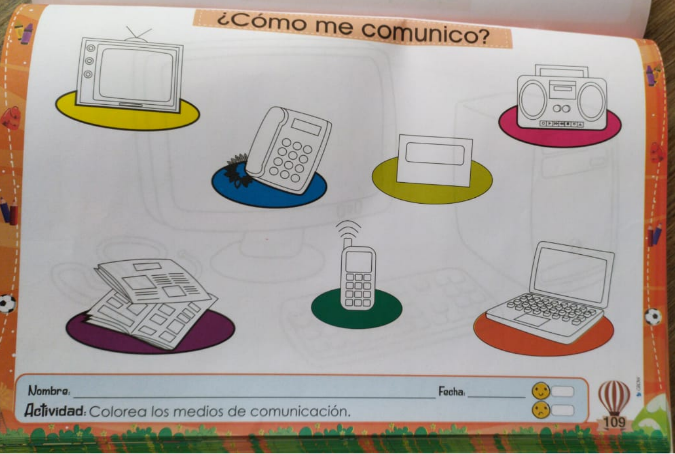 ¿Cómo me comunico?
Nombre:
Fecha:
Actividad: Colorea los medios de comunicación.
109